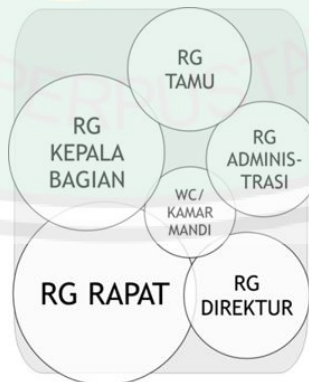 RG
TAMU
RG
KEPALA
BAGIAN
RG
ADMINIS-
TRASI
WC/
KAMAR
MANDI
RG RAPAT
RG
DIREKTUR